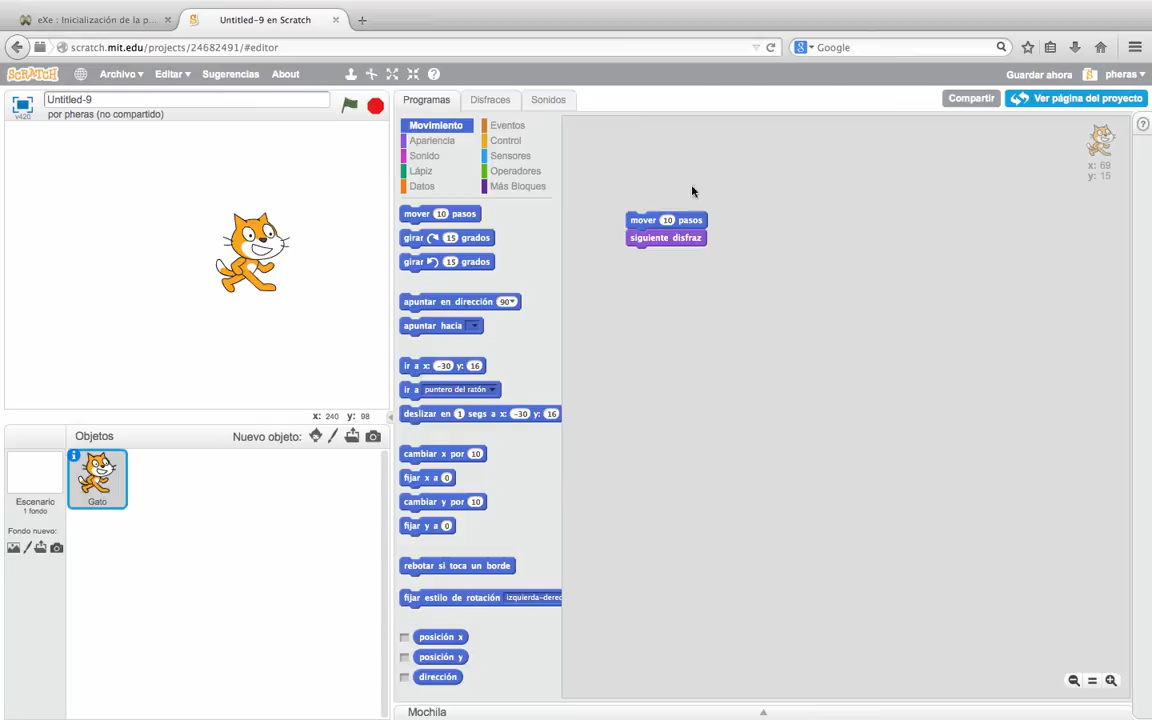 eXe : Inicialización de la p...
Untitled-9 en Scratch
scratch.mit.edu/projects/24682491/#editor
Google
SCRATCH
Archivo
Editar
Sugerencias
About
Guardar ahora
pheras
v426
Untitled-9
por pheras (no compartido)
Programas
Disfraces
Sonidos
Compartir
Ver página del proyecto
Movimiento
Apariencia
Sonido
Lápiz
Datos
Eventos
Control
Sensores
Operadores
Más Bloques
mover 10 pasos
girar 15 grados
girar 15 grados
apuntar en dirección 90
apuntar hacia
ir a x: -30 y: 16
ir a puntero del ratón
deslizar en 1 segs a x: -30 y: 16
cambiar x por 10
fijar x a 0
cambiar y por 10
fijar y a 0
rebotar si toca un borde
fijar estilo de rotación izquierda-derec
posición x
posición y
dirección
mover 10 pasos
siguiente disfraz
x: 69
y: 15
x: 240 y: 98
Objetos
Nuevo objeto:
Escenaric
1 fondo
Fondo nuevo:
Gato
Mochila